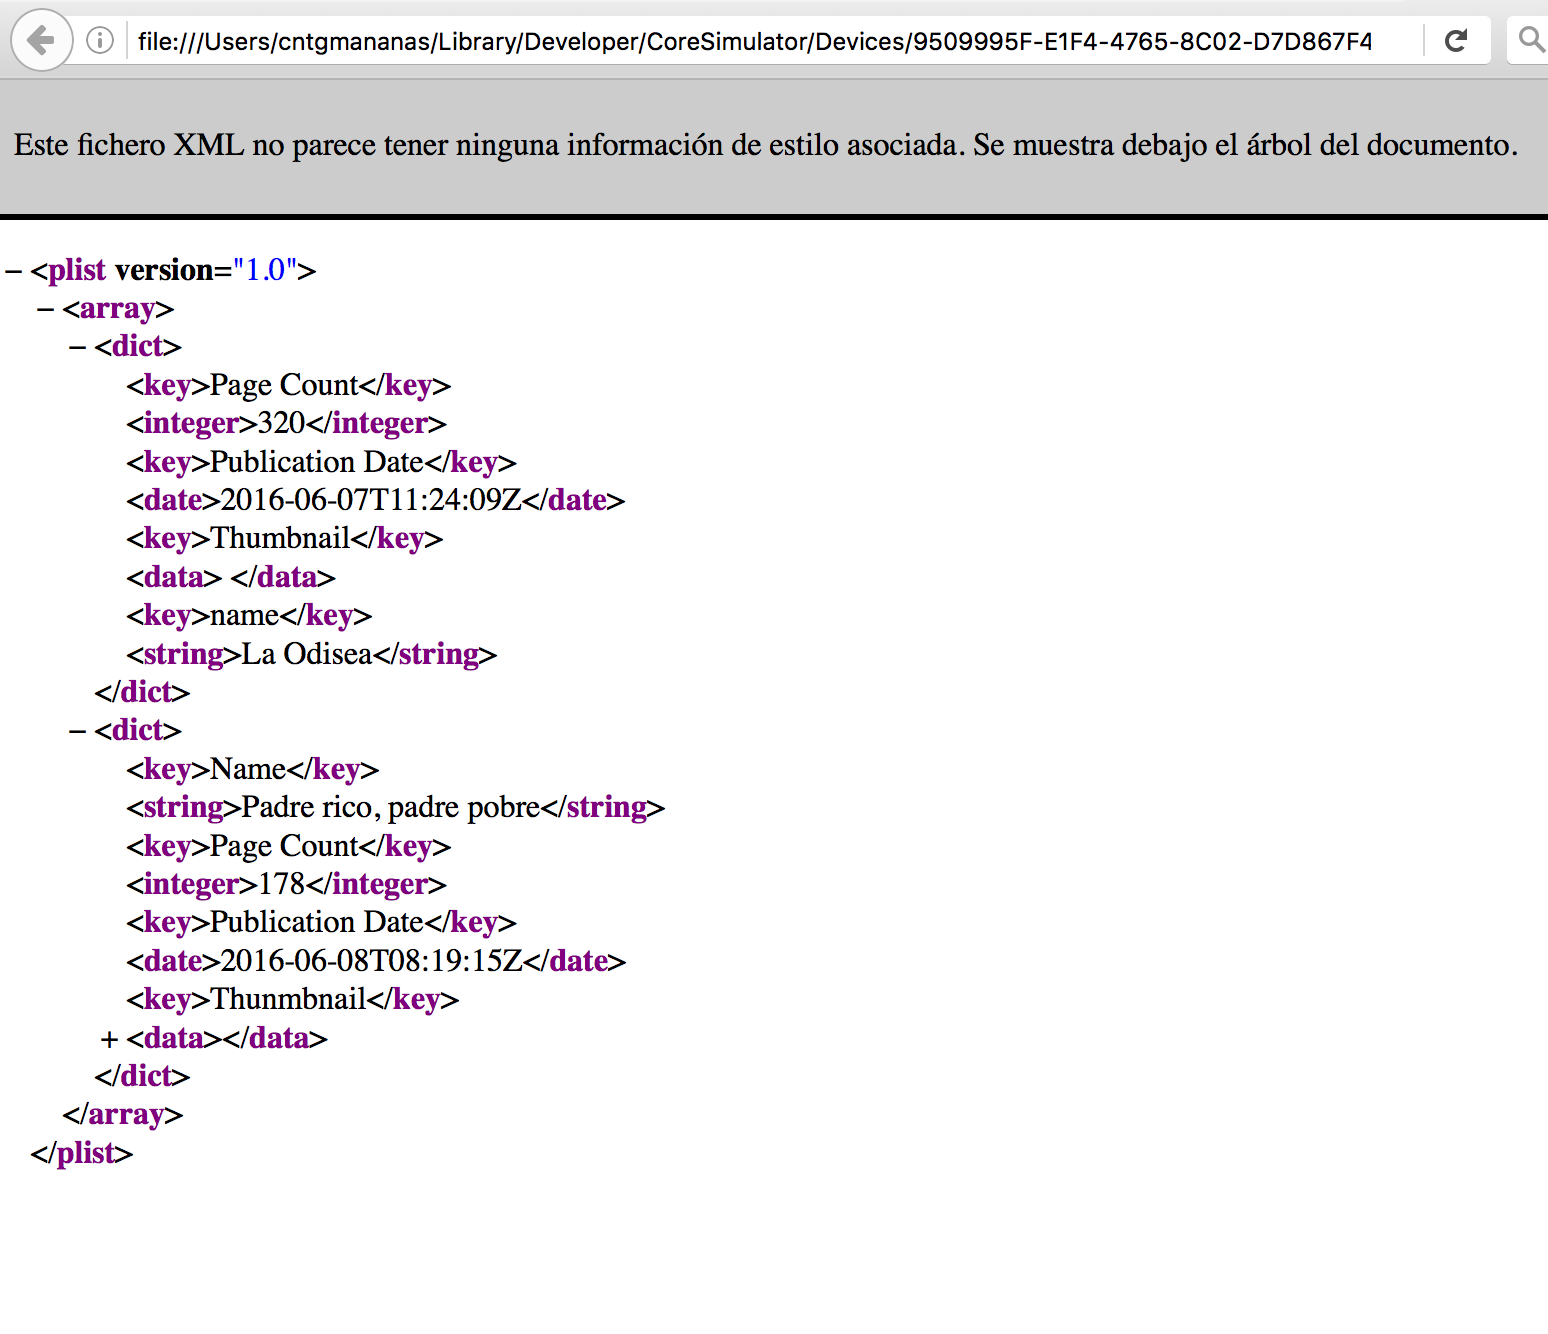 file:///Users/cntgmananas/Library/Developer/CoreSimulator/Devices/9509995F-E1F4-4765-8C02-D7D867F4
Este fichero XML no parece tener ninguna información de estilo asociada. Se muestra debajo el árbol del documento.
– <plist version="1.0">
– <array>
– <dict>
<key>Page Count</key>
<integer>320</integer>
<key>Publication Date</key>
<date>2016-06-07T11:24:09Z</date>
<key>Thumbnail</key>
<data> </data>
<key>name</key>
<string>La Odisea</string>
</dict>
– <dict>
<key>Name</key>
<string>Padre rico, padre pobre</string>
<key>Page Count</key>
<integer>178</integer>
<key>Publication Date</key>
<date>2016-06-08T08:19:15Z</date>
<key>Thunmbnail</key>
+ <data></data>
</dict>
</array>
</plist>